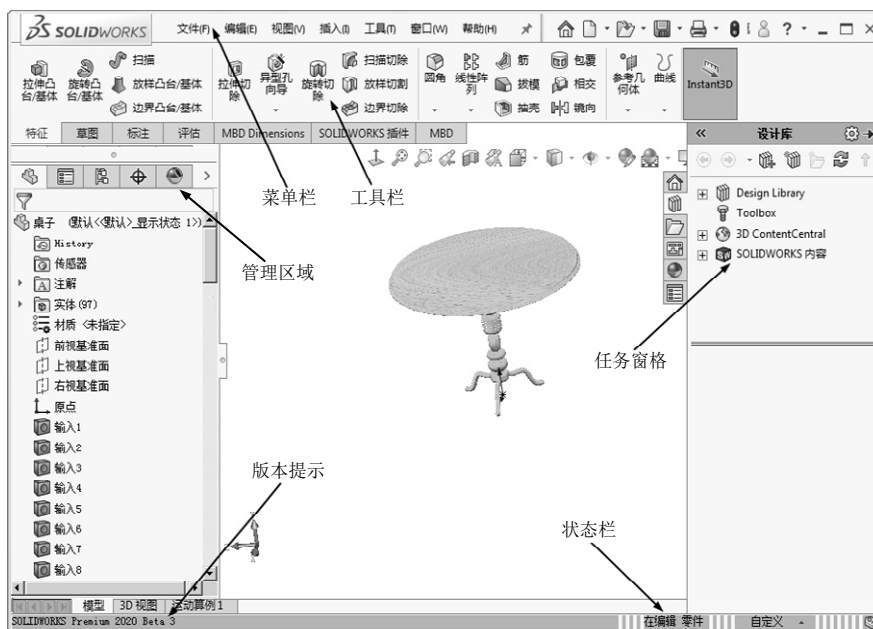 SOLIDWORKS 文件(F) 编辑(E) 视图(V) 插入(I) 工具(T) 窗口(W) 帮助(H)
拉伸凸台/基体 旋转凸台/基体 扫描 放样凸台/基体 边界凸台/基体 拉伸切除 异型孔向导 旋转切除 扫描切除 放样切割 边界切除 圆角 线性阵列 筋 拔模 抽壳 包覆 相交 镜向 参考几何体 曲线 Instant3D
特征 草图 标注 评估 MBD Dimensions SOLIDWORKS 插件 MBD
设计库
菜单栏 工具栏
Design Library
Toolbox
3D ContentCentral
SOLIDWORKS 内容
桌子 (默认<<默认>_显示状态 1>)
History
传感器
注解
实体(97)
材质 <未指定>
前视基准面
上视基准面
右视基准面
原点
输入1
输入2
输入3
输入4
输入5
输入6
输入7
输入8
管理区域
任务窗格
版本提示
状态栏
模型 3D 视图 运动算例 1
SOLIDWORKS Premium 2020 Beta 3 在编辑 零件 自定义